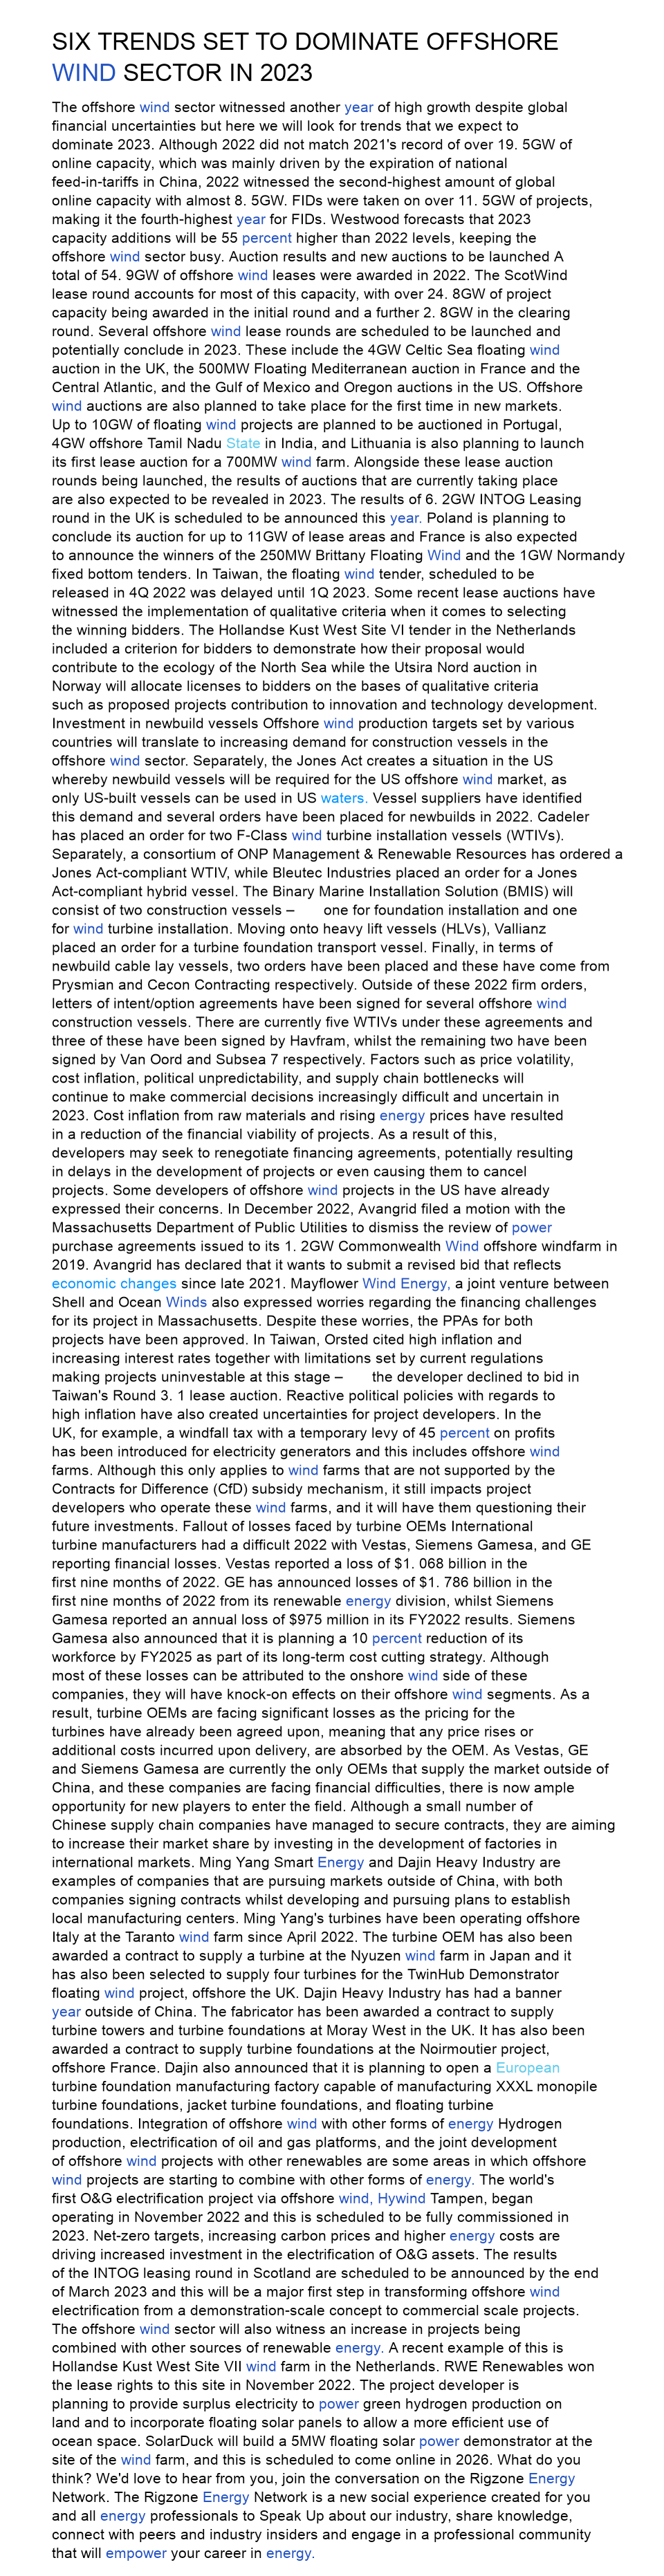 SIX TRENDS SET TO DOMINATE OFFSHORE
WIND SECTOR IN 2023
The offshore wind sector witnessed another year of high growth despite global
financial uncertainties but here we will look for trends that we expect to
dominate 2023. Although 2022 did not match 2021's record of over 19. 5GW of
online capacity, which was mainly driven by the expiration of national
feed-in-tariffs in China, 2022 witnessed the second-highest amount of global
online capacity with almost 8. 5GW. FIDs were taken on over 11. 5GW of projects,
making it the fourth-highest year for FIDs. Westwood forecasts that 2023
capacity additions will be 55 percent higher than 2022 levels, keeping the
offshore wind sector busy. Auction results and new auctions to be launched A
total of 54. 9GW of offshore wind leases were awarded in 2022. The ScotWind
lease round accounts for most of this capacity, with over 24. 8GW of project
capacity being awarded in the initial round and a further 2. 8GW in the clearing
round. Several offshore wind lease rounds are scheduled to be launched and
potentially conclude in 2023. These include the 4GW Celtic Sea floating wind
auction in the UK, the 500MW Floating Mediterranean auction in France and the
Central Atlantic, and the Gulf of Mexico and Oregon auctions in the US. Offshore
wind auctions are also planned to take place for the first time in new markets.
Up to 10GW of floating wind projects are planned to be auctioned in Portugal,
4GW offshore Tamil Nadu State in India, and Lithuania is also planning to launch
its first lease auction for a 700MW wind farm. Alongside these lease auction
rounds being launched, the results of auctions that are currently taking place
are also expected to be revealed in 2023. The results of 6. 2GW INTOG Leasing
round in the UK is scheduled to be announced this year. Poland is planning to
conclude its auction for up to 11GW of lease areas and France is also expected
to announce the winners of the 250MW Brittany Floating Wind and the 1GW Normandy
fixed bottom tenders. In Taiwan, the floating wind tender, scheduled to be
released in 4Q 2022 was delayed until 1Q 2023. Some recent lease auctions have
witnessed the implementation of qualitative criteria when it comes to selecting
the winning bidders. The Hollandse Kust West Site VI tender in the Netherlands
included a criterion for bidders to demonstrate how their proposal would
contribute to the ecology of the North Sea while the Utsira Nord auction in
Norway will allocate licenses to bidders on the bases of qualitative criteria
such as proposed projects contribution to innovation and technology development.
Investment in newbuild vessels Offshore wind production targets set by various
countries will translate to increasing demand for construction vessels in the
offshore wind sector. Separately, the Jones Act creates a situation in the US
whereby newbuild vessels will be required for the US offshore wind market, as
only US-built vessels can be used in US waters. Vessel suppliers have identified
this demand and several orders have been placed for newbuilds in 2022. Cadeler
has placed an order for two F-Class wind turbine installation vessels (WTIVs).
Separately, a consortium of ONP Management & Renewable Resources has ordered a
Jones Act-compliant WTIV, while Bleutec Industries placed an order for a Jones
Act-compliant hybrid vessel. The Binary Marine Installation Solution (BMIS) will
consist of two construction vessels – one for foundation installation and one
for wind turbine installation. Moving onto heavy lift vessels (HLVs), Vallianz
placed an order for a turbine foundation transport vessel. Finally, in terms of
newbuild cable lay vessels, two orders have been placed and these have come from
Prysmian and Cecon Contracting respectively. Outside of these 2022 firm orders,
letters of intent/option agreements have been signed for several offshore wind
construction vessels. There are currently five WTIVs under these agreements and
three of these have been signed by Havfram, whilst the remaining two have been
signed by Van Oord and Subsea 7 respectively. Factors such as price volatility,
cost inflation, political unpredictability, and supply chain bottlenecks will
continue to make commercial decisions increasingly difficult and uncertain in
2023. Cost inflation from raw materials and rising energy prices have resulted
in a reduction of the financial viability of projects. As a result of this,
developers may seek to renegotiate financing agreements, potentially resulting
in delays in the development of projects or even causing them to cancel
projects. Some developers of offshore wind projects in the US have already
expressed their concerns. In December 2022, Avangrid filed a motion with the
Massachusetts Department of Public Utilities to dismiss the review of power
purchase agreements issued to its 1. 2GW Commonwealth Wind offshore windfarm in
2019. Avangrid has declared that it wants to submit a revised bid that reflects
economic changes since late 2021. Mayflower Wind Energy, a joint venture between
Shell and Ocean Winds also expressed worries regarding the financing challenges
for its project in Massachusetts. Despite these worries, the PPAs for both
projects have been approved. In Taiwan, Orsted cited high inflation and
increasing interest rates together with limitations set by current regulations
making projects uninvestable at this stage – the developer declined to bid in
Taiwan's Round 3. 1 lease auction. Reactive political policies with regards to
high inflation have also created uncertainties for project developers. In the
UK, for example, a windfall tax with a temporary levy of 45 percent on profits
has been introduced for electricity generators and this includes offshore wind
farms. Although this only applies to wind farms that are not supported by the
Contracts for Difference (CfD) subsidy mechanism, it still impacts project
developers who operate these wind farms, and it will have them questioning their
future investments. Fallout of losses faced by turbine OEMs International
turbine manufacturers had a difficult 2022 with Vestas, Siemens Gamesa, and GE
reporting financial losses. Vestas reported a loss of $1. 068 billion in the
first nine months of 2022. GE has announced losses of $1. 786 billion in the
first nine months of 2022 from its renewable energy division, whilst Siemens
Gamesa reported an annual loss of $975 million in its FY2022 results. Siemens
Gamesa also announced that it is planning a 10 percent reduction of its
workforce by FY2025 as part of its long-term cost cutting strategy. Although
most of these losses can be attributed to the onshore wind side of these
companies, they will have knock-on effects on their offshore wind segments. As a
result, turbine OEMs are facing significant losses as the pricing for the
turbines have already been agreed upon, meaning that any price rises or
additional costs incurred upon delivery, are absorbed by the OEM. As Vestas, GE
and Siemens Gamesa are currently the only OEMs that supply the market outside of
China, and these companies are facing financial difficulties, there is now ample
opportunity for new players to enter the field. Although a small number of
Chinese supply chain companies have managed to secure contracts, they are aiming
to increase their market share by investing in the development of factories in
international markets. Ming Yang Smart Energy and Dajin Heavy Industry are
examples of companies that are pursuing markets outside of China, with both
companies signing contracts whilst developing and pursuing plans to establish
local manufacturing centers. Ming Yang's turbines have been operating offshore
Italy at the Taranto wind farm since April 2022. The turbine OEM has also been
awarded a contract to supply a turbine at the Nyuzen wind farm in Japan and it
has also been selected to supply four turbines for the TwinHub Demonstrator
floating wind project, offshore the UK. Dajin Heavy Industry has had a banner
year outside of China. The fabricator has been awarded a contract to supply
turbine towers and turbine foundations at Moray West in the UK. It has also been
awarded a contract to supply turbine foundations at the Noirmoutier project,
offshore France. Dajin also announced that it is planning to open a European
turbine foundation manufacturing factory capable of manufacturing XXXL monopile
turbine foundations, jacket turbine foundations, and floating turbine
foundations. Integration of offshore wind with other forms of energy Hydrogen
production, electrification of oil and gas platforms, and the joint development
of offshore wind projects with other renewables are some areas in which offshore
wind projects are starting to combine with other forms of energy. The world's
first O&G electrification project via offshore wind, Hywind Tampen, began
operating in November 2022 and this is scheduled to be fully commissioned in
2023. Net-zero targets, increasing carbon prices and higher energy costs are
driving increased investment in the electrification of O&G assets. The results
of the INTOG leasing round in Scotland are scheduled to be announced by the end
of March 2023 and this will be a major first step in transforming offshore wind
electrification from a demonstration-scale concept to commercial scale projects.
The offshore wind sector will also witness an increase in projects being
combined with other sources of renewable energy. A recent example of this is
Hollandse Kust West Site VII wind farm in the Netherlands. RWE Renewables won
the lease rights to this site in November 2022. The project developer is
planning to provide surplus electricity to power green hydrogen production on
land and to incorporate floating solar panels to allow a more efficient use of
ocean space. SolarDuck will build a 5MW floating solar power demonstrator at the
site of the wind farm, and this is scheduled to come online in 2026. What do you
think? We'd love to hear from you, join the conversation on the Rigzone Energy
Network. The Rigzone Energy Network is a new social experience created for you
and all energy professionals to Speak Up about our industry, share knowledge,
connect with peers and industry insiders and engage in a professional community
that will empower your career in energy.